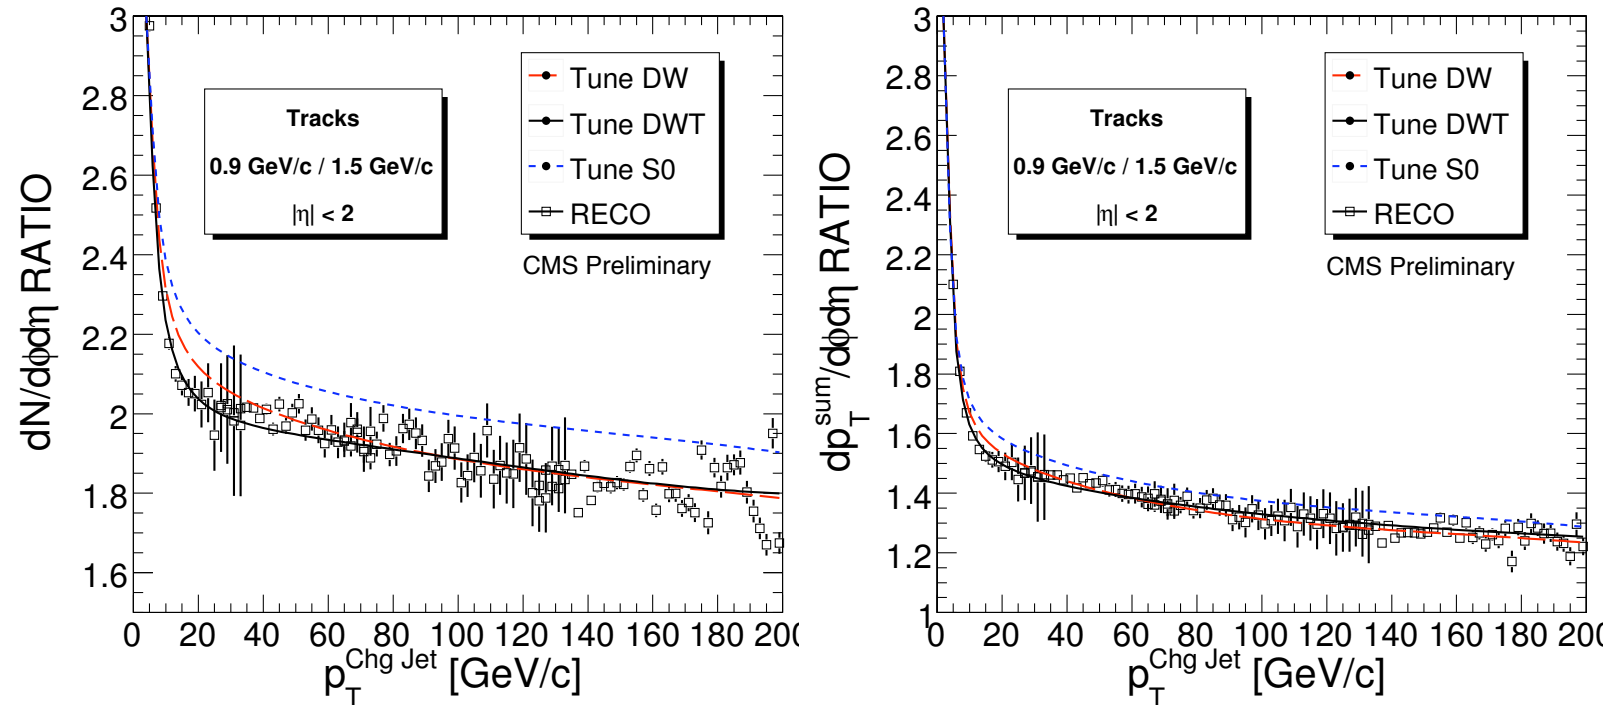 dN/dϕdη RATIO
3
2.8
2.6
2.4
2.2
2
1.8
1.6
Tracks
0.9 GeV/c / 1.5 GeV/c
|η| < 2
Tune DW
Tune DWT
Tune S0
RECO
CMS Preliminary
0 20 40 60 80 100 120 140 160 180 200
p_T^Chg Jet [GeV/c]
dp_T^sum/dϕdη RATIO
3
2.8
2.6
2.4
2.2
2
1.8
1.6
1.4
1.2
1
Tracks
0.9 GeV/c / 1.5 GeV/c
|η| < 2
Tune DW
Tune DWT
Tune S0
RECO
CMS Preliminary
0 20 40 60 80 100 120 140 160 180 200
p_T^Chg Jet [GeV/c]